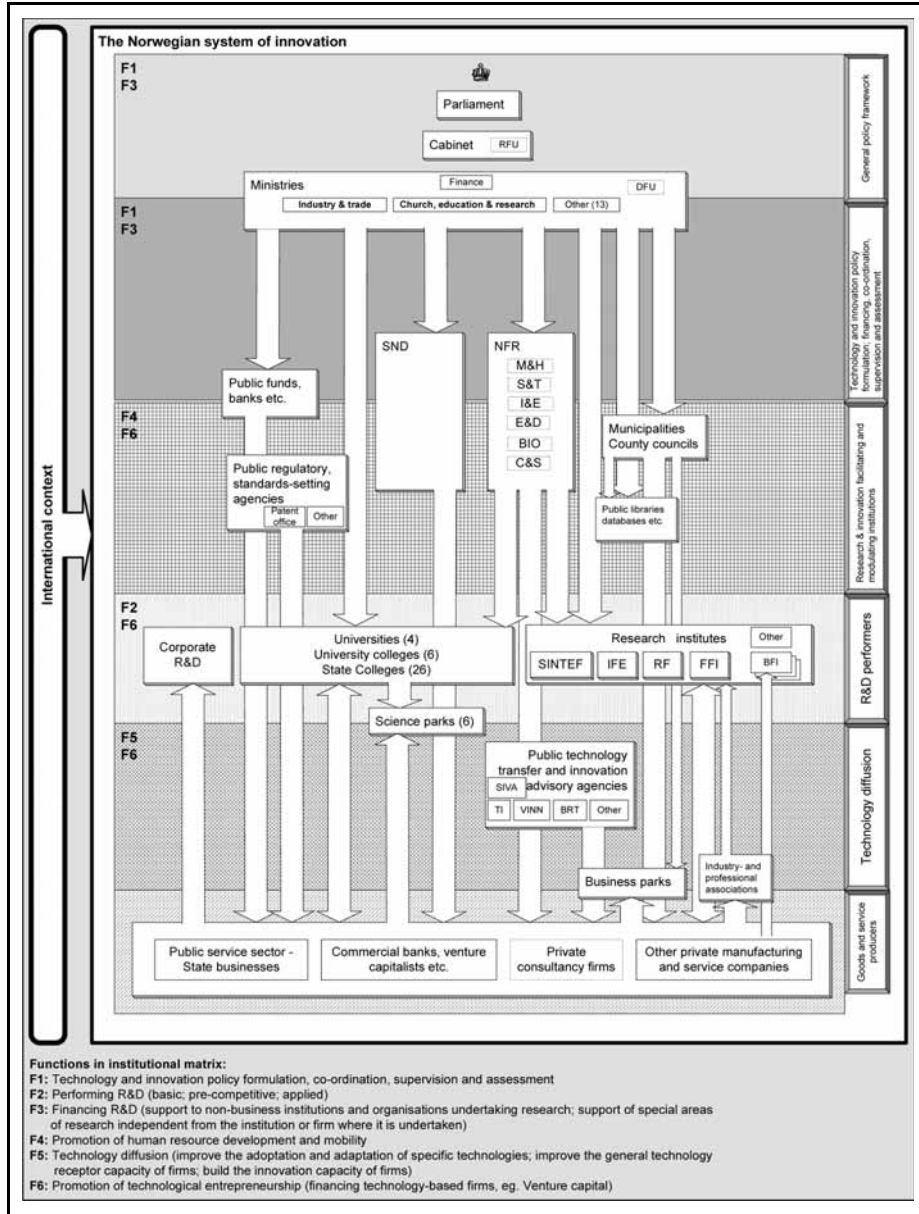 The Norwegian system of innovation
International context
F1
F3
Parliament
Cabinet
RFU
General policy framework
Ministries
Finance
DFU
Industry & trade
Church, education & research
Other (13)
F1
F3
Technology and innovation policy
formulation, financing, co-ordination,
supervision and assessment
SND
NFR
M&H
S&T
I&E
E&D
BIO
C&S
Public funds,
banks etc.
F4
F6
Municipalities
County councils
Public regulatory,
standards-setting
agencies
Patent
office
Other
Public libraries
databases etc.
Research & innovation facilitating and
modulating institutions
F2
F6
Corporate
R&D
Universities (4)
University colleges (6)
State Colleges (26)
Research institutes
Other
SINTEF
IFE
RF
FFI
BFI
R&D performers
Science parks (6)
F5
F6
Public technology
transfer and innovation
advisory agencies
SIVA
TI
VINN
BRT
Other
Technology diffusion
Business parks
Industry- and
professional
associations
Public service sector -
State businesses
Commercial banks, venture
capitalists etc.
Private
consultancy firms
Other private manufacturing
and service companies
Goods and service
producers
Functions in institutional matrix:
F1: Technology and innovation policy formulation, co-ordination, supervision and assessment
F2: Performing R&D (basic; pre-competitive; applied)
F3: Financing R&D (support to non-business institutions and organisations undertaking research; support of special areas
of research independent from the institution or firm where it is undertaken)
F4: Promotion of human resource development and mobility
F5: Technology diffusion (improve the adoptation and adaptation of specific technologies; improve the general technology
receptor capacity of firms; build the innovation capacity of firms)
F6: Promotion of technological entrepreneurship (financing technology-based firms, eg. Venture capital)